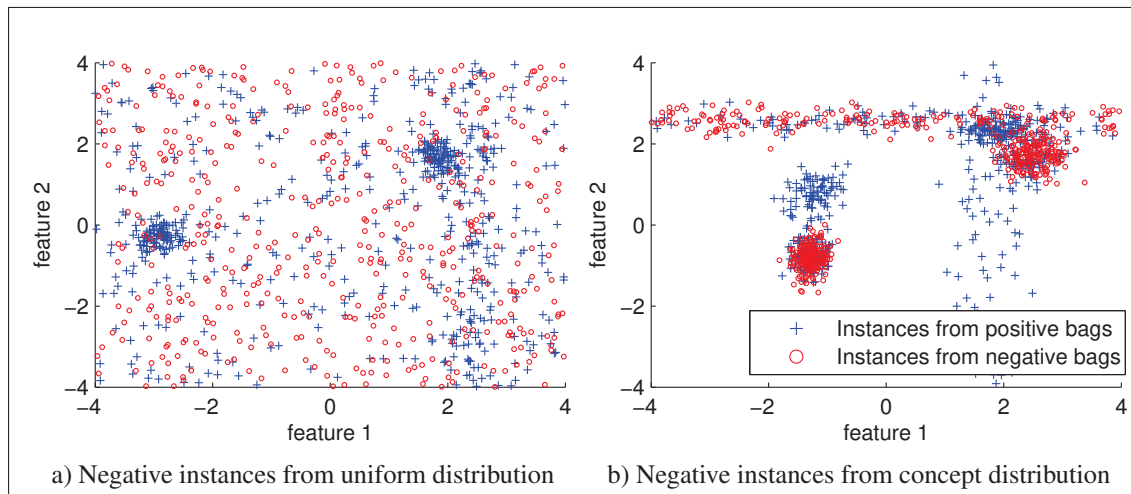 4
2
0
−2
−4
−4
−2
0
2
4
feature 2
feature 1
a) Negative instances from uniform distribution
4
2
0
−2
−4
−4
−2
0
2
4
feature 2
feature 1
Instances from positive bags
Instances from negative bags
b) Negative instances from concept distribution